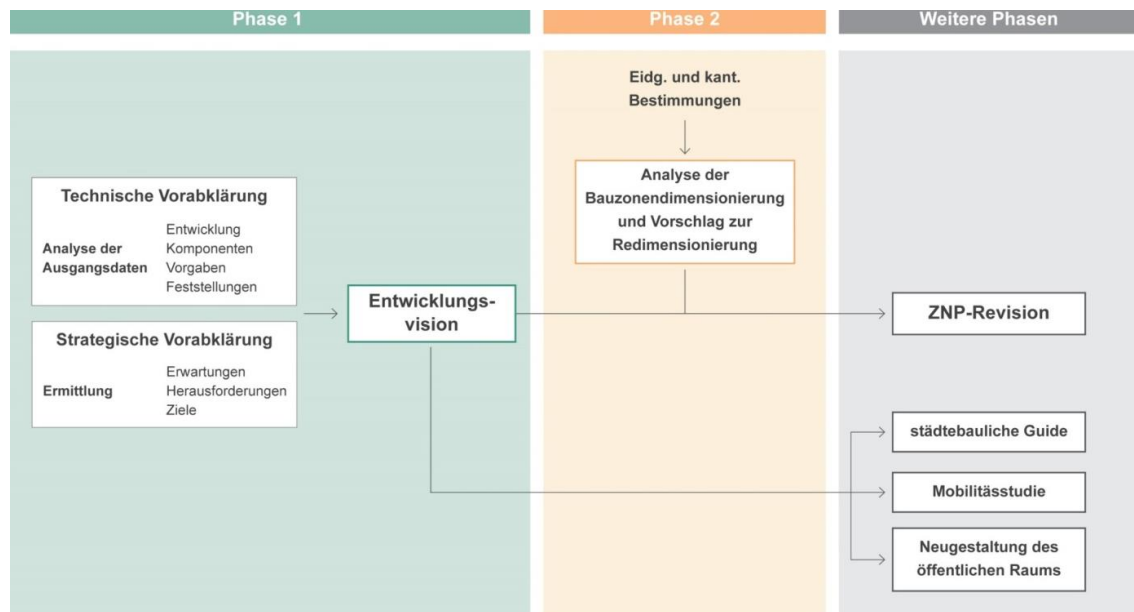 Phase 1
Phase 2
Weitere Phasen
Eidg. und kant.
Bestimmungen
Technische Vorabklärung
Analyse der
Ausgangsdaten
Entwicklung
Komponenten
Vorgaben
Feststellungen
Strategische Vorabklärung
Ermittlung
Erwartungen
Herausforderungen
Ziele
Entwicklungs-
vision
Analyse der
Bauzonendimensionierung
und Vorschlag zur
Redimensionierung
ZNP-Revision
städtebauliche Guide
Mobilitässtudie
Neugestaltung des
öffentlichen Raums